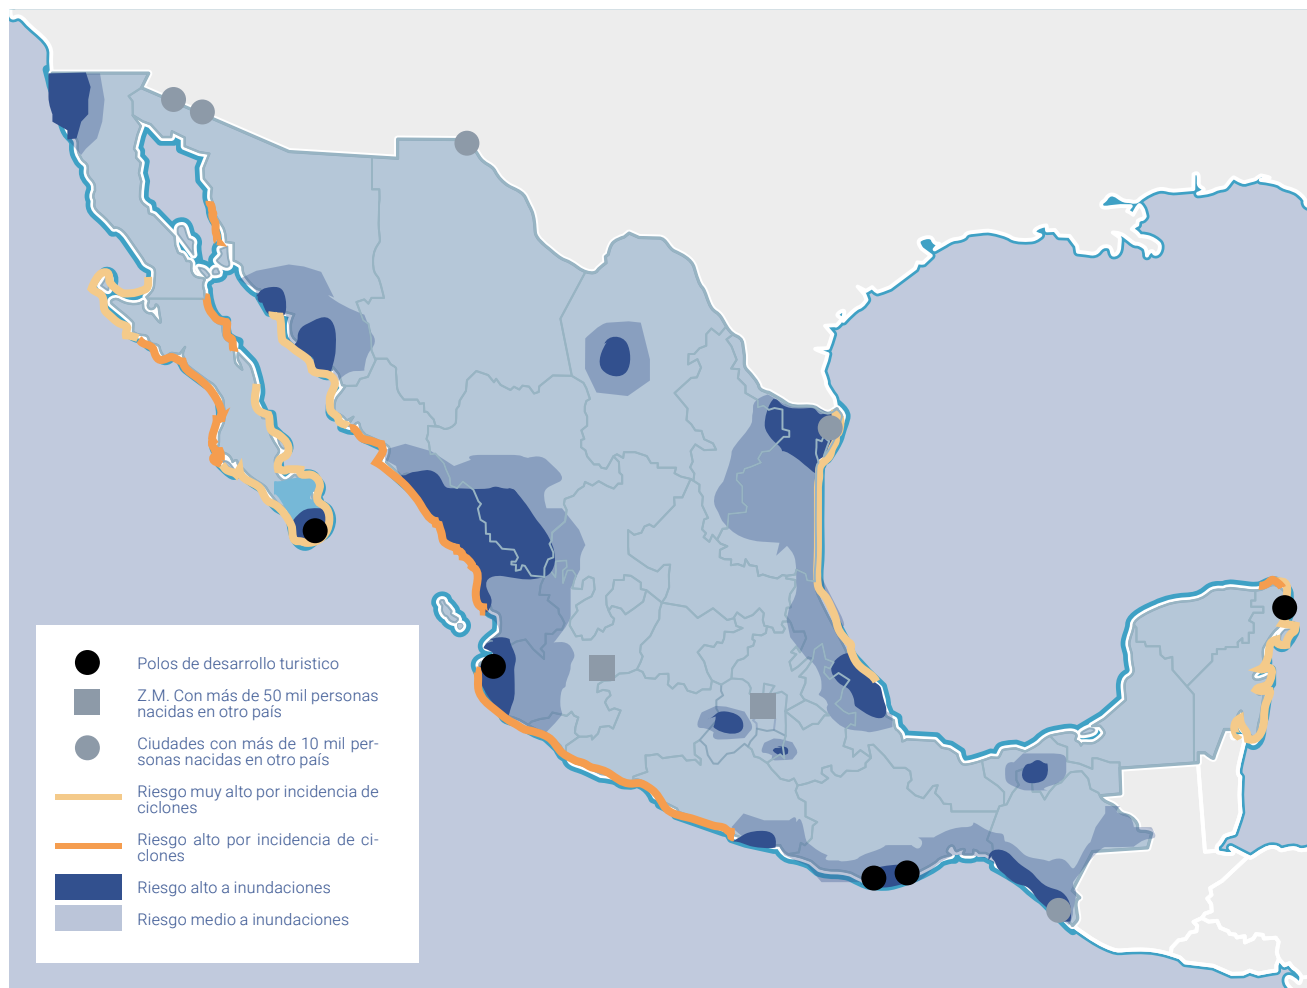 Polos de desarrollo turistico
Z.M. Con más de 50 mil personas
nacidas en otro país
Ciudades con más de 10 mil per-
sonas nacidas en otro país
Riesgo muy alto por incidencia de
ciclones
Riesgo alto por incidencia de ci-
clones
Riesgo alto a inundaciones
Riesgo medio a inundaciones